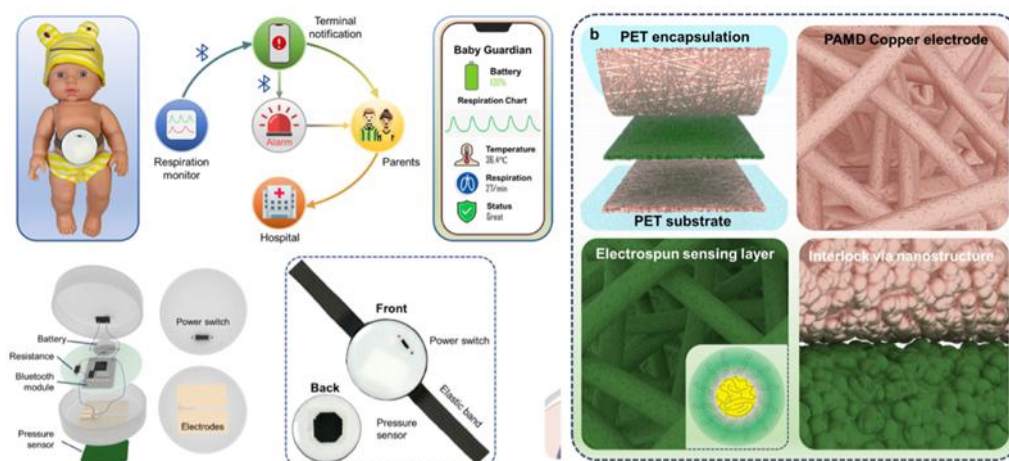 Terminal
notification
Alarm
Respiration
monitor
Parents
Hospital
Baby Guardian
Battery
100%
Respiration Chart
Temperature
36.4°C
Respiration
27/min
Status
Great
Battery
Resistance
Bluetooth
module
Pressure
sensor
Power switch
Electrodes
Front
Power switch
Elastic band
Back
Pressure
sensor
b
PET encapsulation
PET substrate
PAMD Copper electrode
Electrospun sensing layer
Interlock via nanostructure